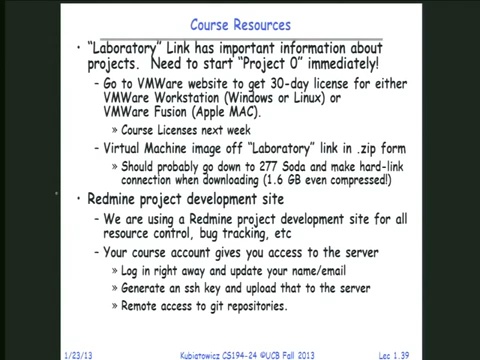 Course Resources
• "Laboratory" Link has important information about
projects. Need to start "Project 0" immediately!
– Go to VMWare website to get 30-day license for either
VMWare Workstation (Windows or Linux) or
VMWare Fusion (Apple MAC).
» Course Licenses next week
– Virtual Machine image off "Laboratory" link in .zip form
» Should probably go down to 277 Soda and make hard-link
connection when downloading (1.6 GB even compressed!)
• Redmine project development site
– We are using a Redmine project development site for all
resource control, bug tracking, etc
– Your course account gives you access to the server
» Log in right away and update your name/email
» Generate an ssh key and upload that to the server
» Remote access to git repositories.
1/23/13 Kubiatowicz CS194-24 ©UCB Fall 2013 Lec 1.39